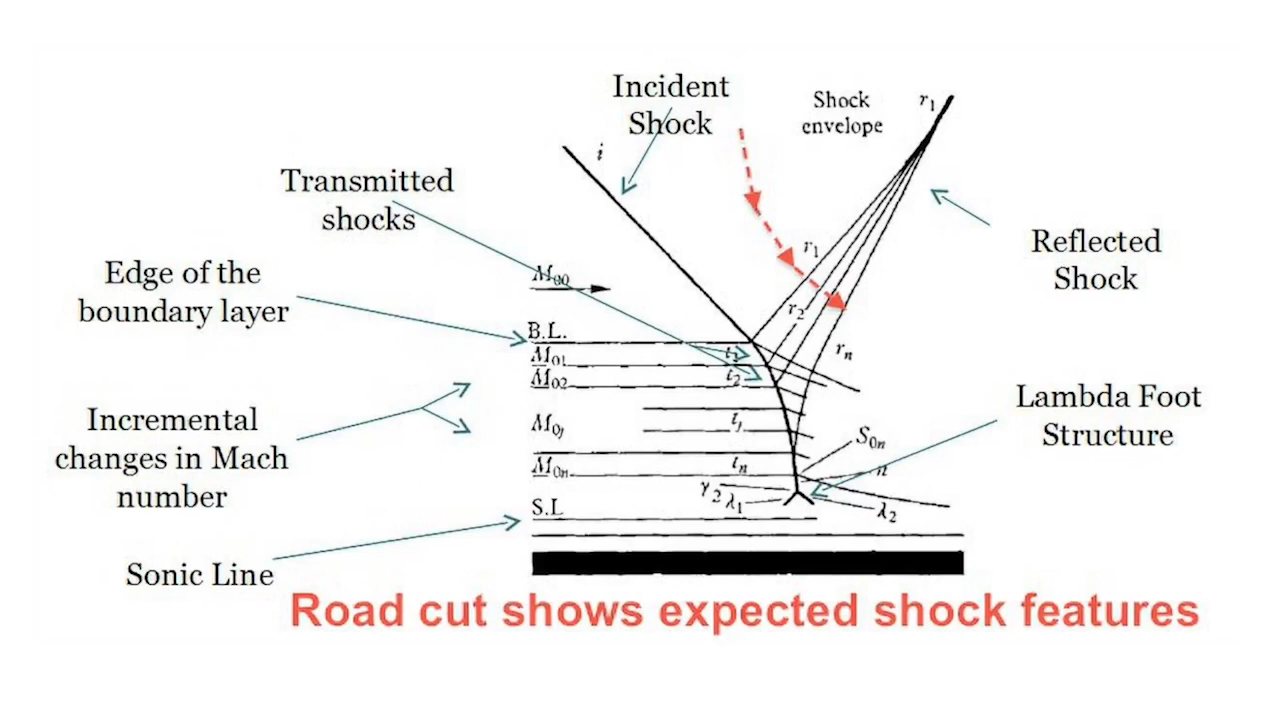 Incident
Shock
Shock
envelope
r1
i
Transmitted
shocks
Reflected
Shock
r1
Edge of the
boundary layer
M00
r2
B.L.
rn
M01
t1
M02
t2
Incremental
changes in Mach
number
Lambda Foot
Structure
M0j
tj
S0n
M0n
tn
n
γ2
λ1
S.L
λ2
Sonic Line
Road cut shows expected shock features